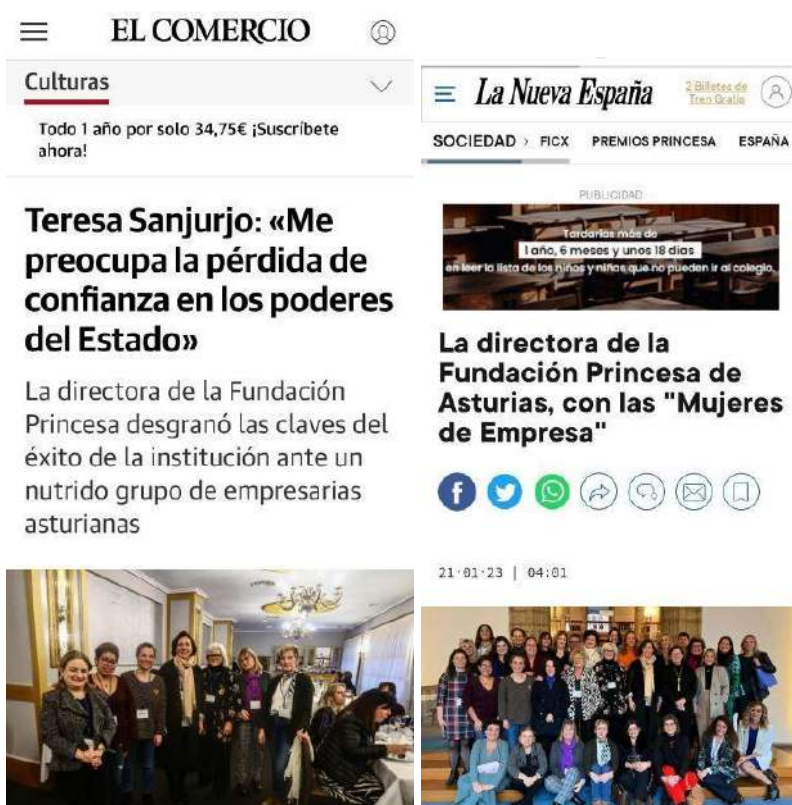 EL COMERCIO
Culturas
Todo 1 año por solo 34,75€ ¡Suscríbete
ahora!
Teresa Sanjurjo: «Me
preocupa la pérdida de
confianza en los poderes
del Estado»
La directora de la Fundación
Princesa desgranó las claves del
éxito de la institución ante un
nutrido grupo de empresarias
asturianas
La Nueva España
2 Billetes de
Tren Gratis
SOCIEDAD > FICX PREMIOS PRINCESA ESPAÑA
PUBLICIDAD
Tardarías más de
1 año, 6 meses y unos 18 días
en leer la lista de los niños y niñas que no pueden ir al colegio.
La directora de la
Fundación Princesa de
Asturias, con las "Mujeres
de Empresa"
21·01·23 | 04:01